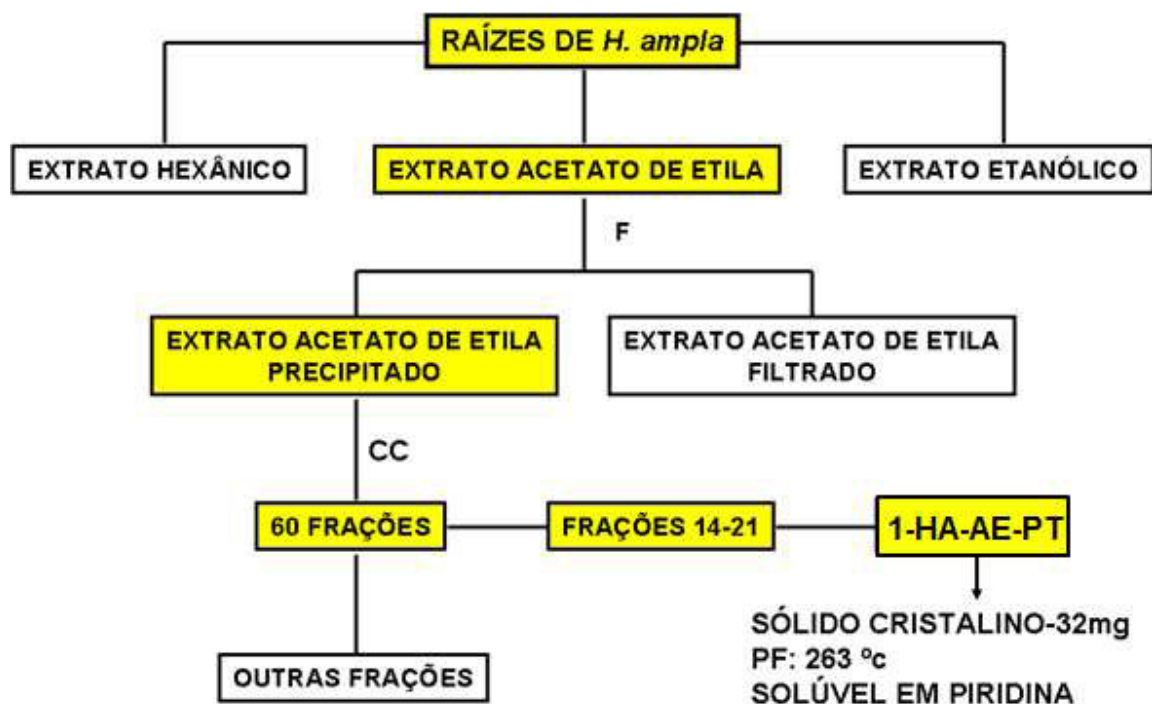 RAÍZES DE H. ampla
EXTRATO HEXÂNICO
EXTRATO ACETATO DE ETILA
EXTRATO ETANÓLICO
F
EXTRATO ACETATO DE ETILA
PRECIPITADO
EXTRATO ACETATO DE ETILA
FILTRADO
CC
60 FRAÇÕES
FRAÇÕES 14-21
1-HA-AE-PT
SÓLIDO CRISTALINO-32mg
PF: 263 ºc
SOLÚVEL EM PIRIDINA
OUTRAS FRAÇÕES